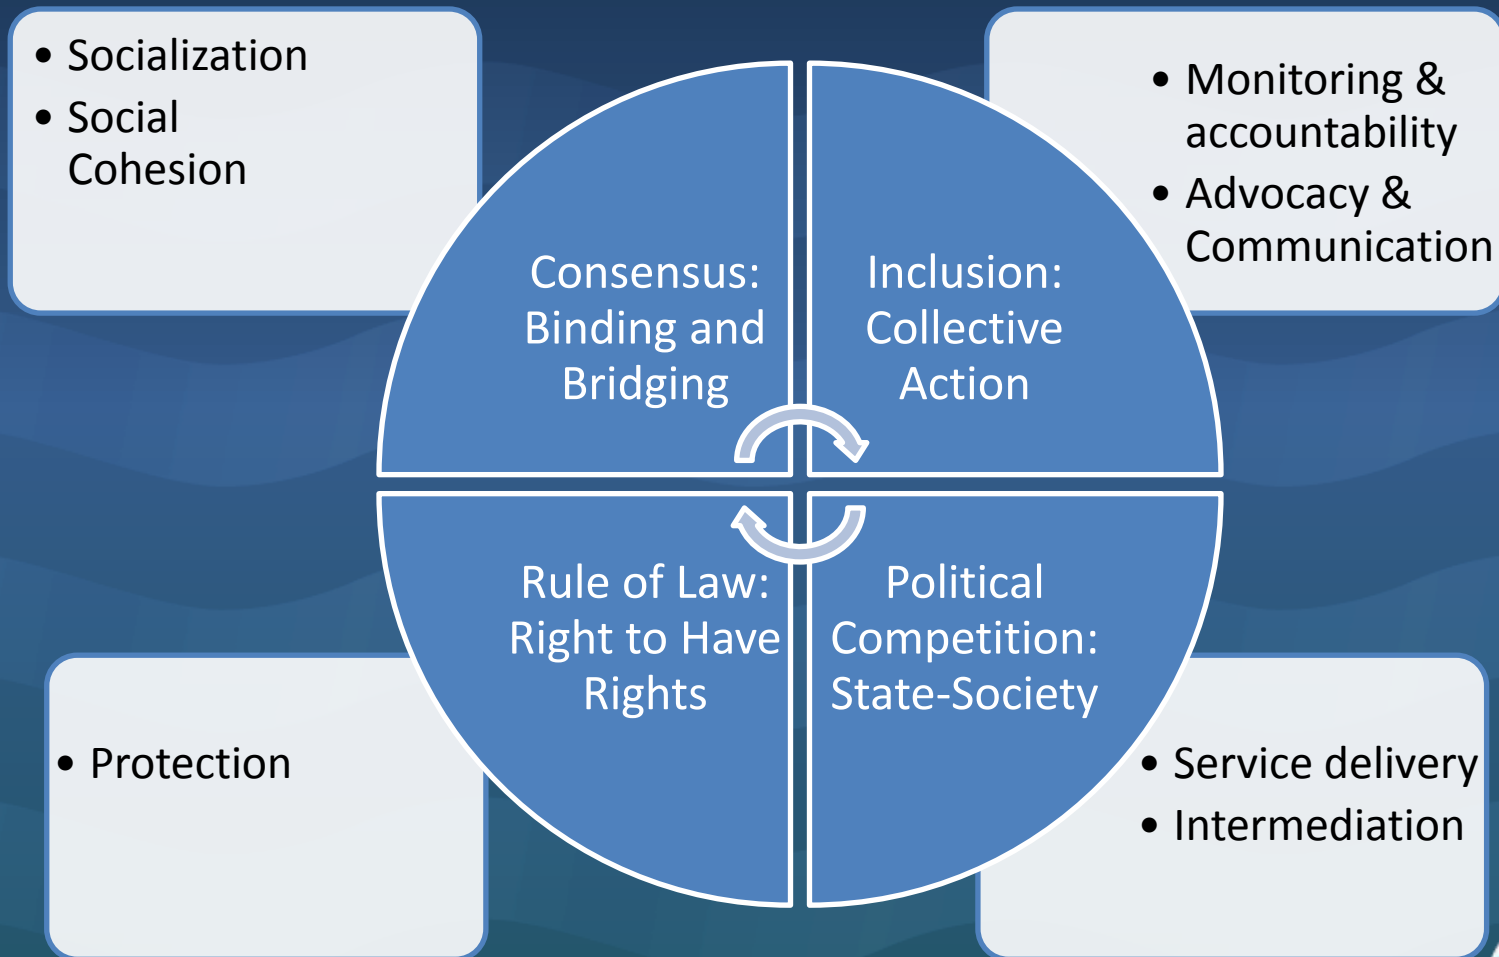 • Socialization
• Social
Cohesion
• Monitoring &
accountability
• Advocacy &
Communication
Consensus:
Binding and
Bridging
Inclusion:
Collective
Action
Rule of Law:
Right to Have
Rights
Political
Competition:
State-Society
• Protection
• Service delivery
• Intermediation